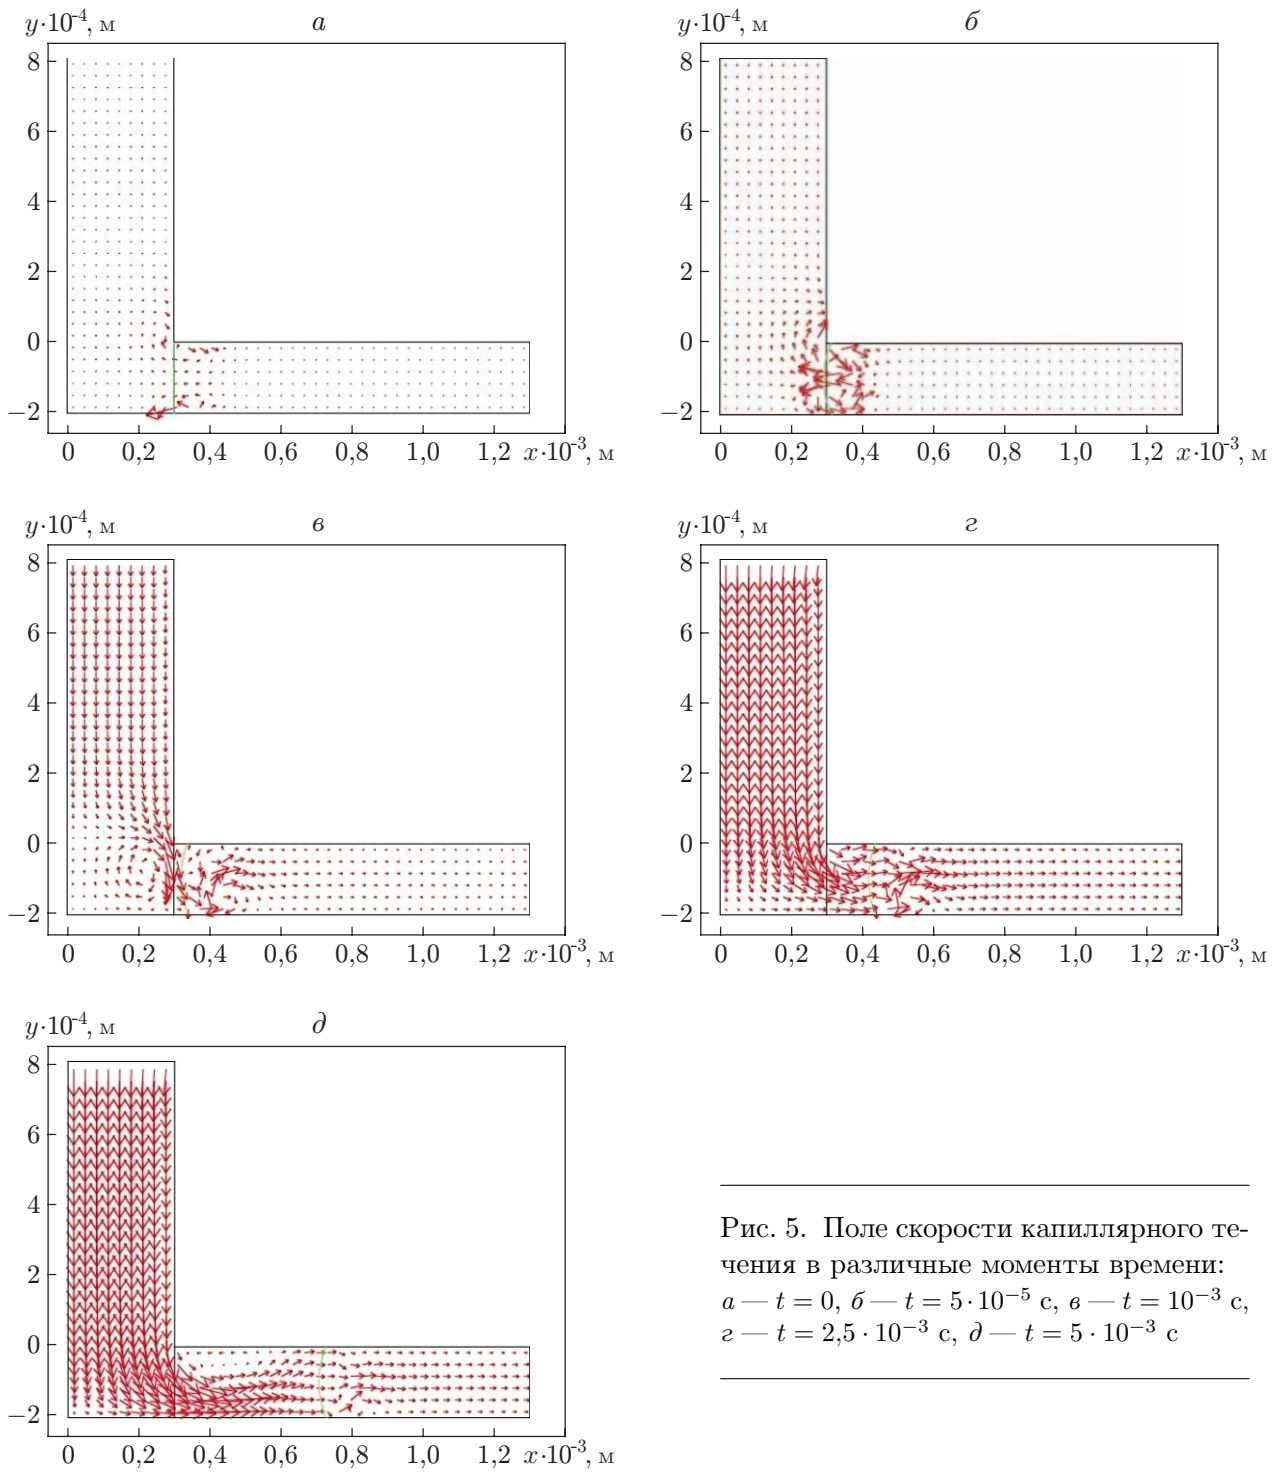 y·10⁻⁴, м а
8
6
4
2
0
−2
0 0,2 0,4 0,6 0,8 1,0 1,2 x·10⁻³, м
y·10⁻⁴, м б
8
6
4
2
0
−2
0 0,2 0,4 0,6 0,8 1,0 1,2 x·10⁻³, м
y·10⁻⁴, м в
8
6
4
2
0
−2
0 0,2 0,4 0,6 0,8 1,0 1,2 x·10⁻³, м
y·10⁻⁴, м г
8
6
4
2
0
−2
0 0,2 0,4 0,6 0,8 1,0 1,2 x·10⁻³, м
y·10⁻⁴, м д
8
6
4
2
0
−2
0 0,2 0,4 0,6 0,8 1,0 1,2 x·10⁻³, м
Рис. 5. Поле скорости капиллярного те-
чения в различные моменты времени:
а — t = 0, б — t = 5 · 10⁻⁵ с, в — t = 10⁻³ с,
г — t = 2,5 · 10⁻³ с, д — t = 5 · 10⁻³ с